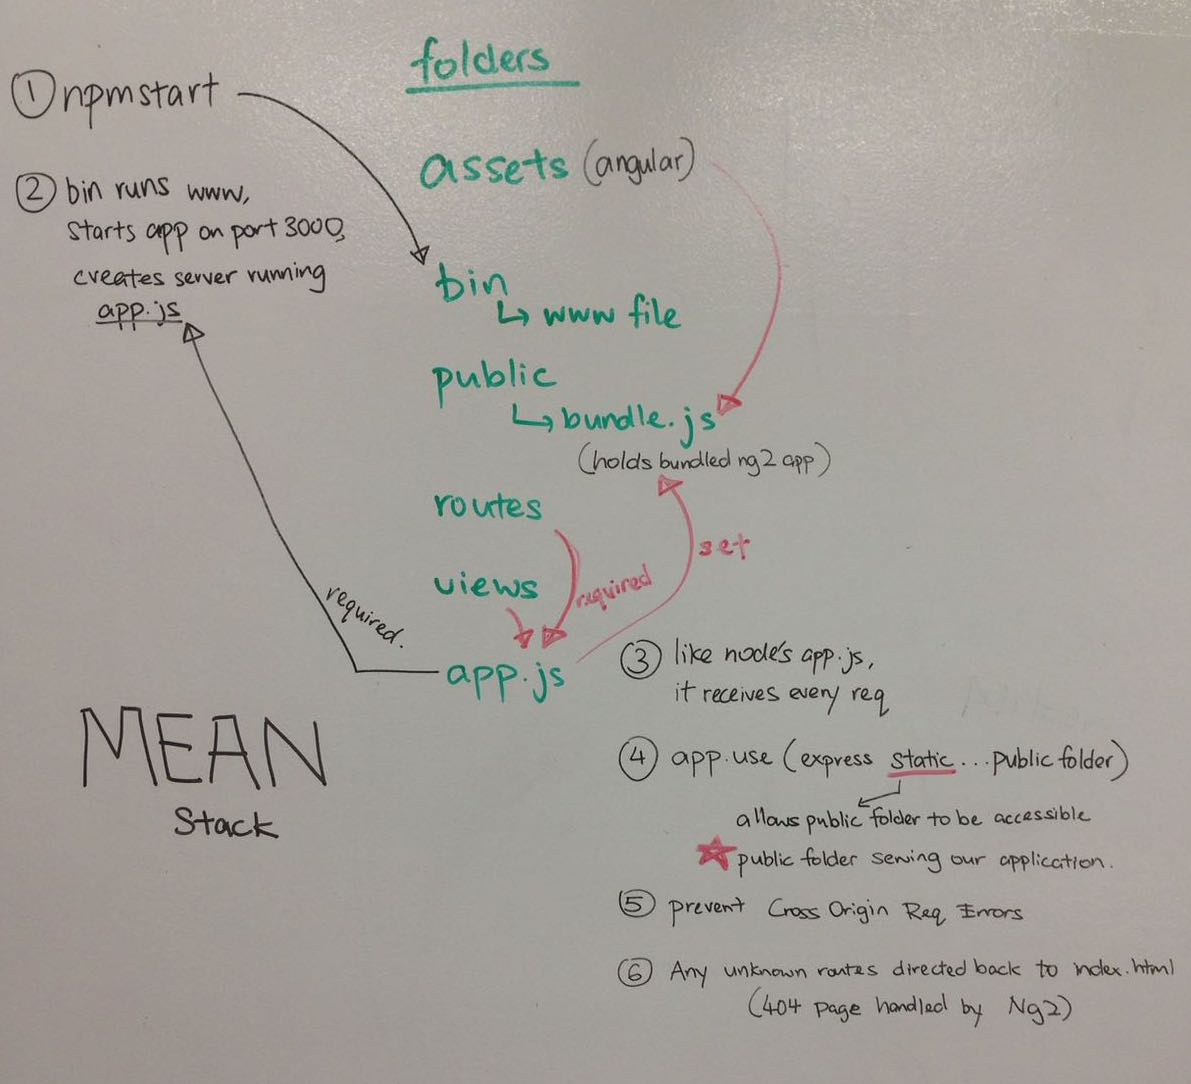 folders
① npm start
assets (angular)
② bin runs www,
starts app on port 3000,
creates server running
app.js
bin
↳ www file
public
↳ bundle.js
(holds bundled ng2 app)
routes
set
views
required
required.
app.js
③ like node's app.js,
it receives every req
MEAN
Stack
④ app.use (express static...public folder)
allows public folder to be accessible
★ public folder serving our application.
⑤ prevent Cross Origin Req Errors
⑥ Any unknown routes directed back to index.html
(404 page handled by Ng2)